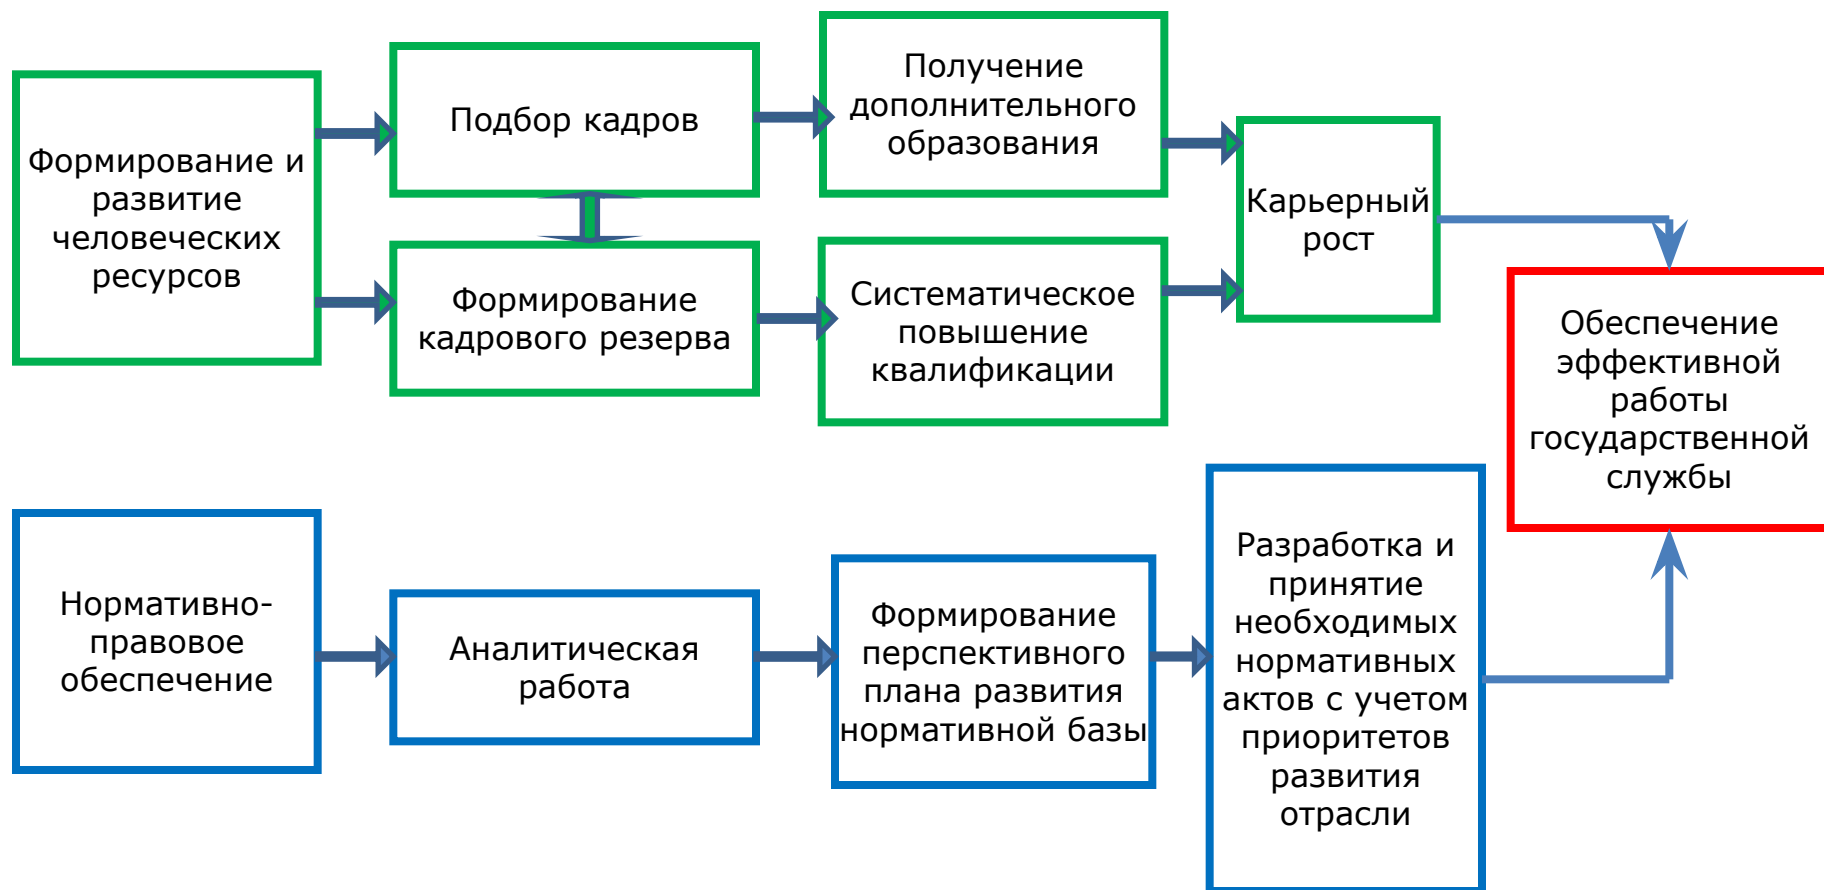 Формирование и
развитие
человеческих
ресурсов
Подбор кадров
Формирование
кадрового резерва
Получение
дополнительного
образования
Систематическое
повышение
квалификации
Карьерный
рост
Обеспечение
эффективной
работы
государственной
службы
Нормативно-
правовое
обеспечение
Аналитическая
работа
Формирование
перспективного
плана развития
нормативной базы
Разработка и
принятие
необходимых
нормативных
актов с учетом
приоритетов
развития
отрасли